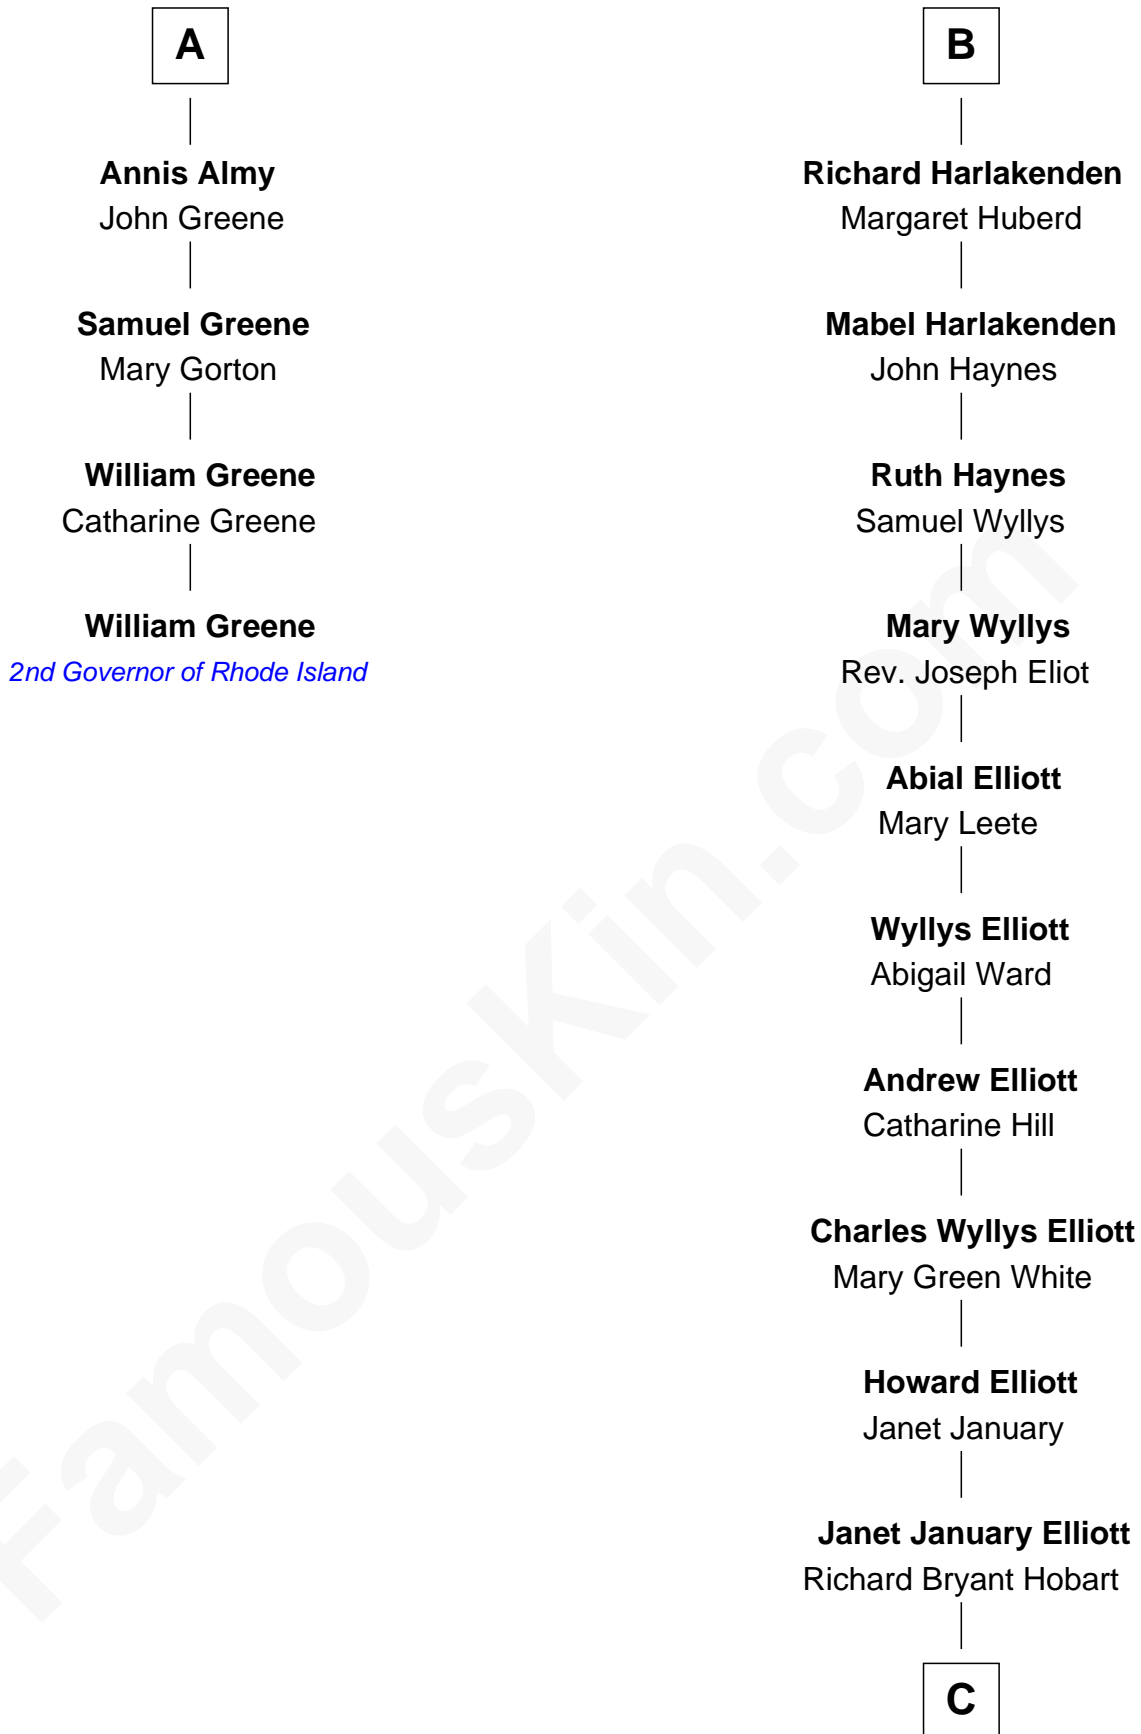 A
Annis Almy
John Greene
Samuel Greene
Mary Gorton
William Greene
Catharine Greene
William Greene
2nd Governor of Rhode Island
B
Richard Harlakenden
Margaret Huberd
Mabel Harlakenden
John Haynes
Ruth Haynes
Samuel Wyllys
Mary Wyllys
Rev. Joseph Eliot
Abial Elliott
Mary Leete
Wyllys Elliott
Abigail Ward
Andrew Elliott
Catharine Hill
Charles Wyllys Elliott
Mary Green White
Howard Elliott
Janet January
Janet January Elliott
Richard Bryant Hobart
C
FamousKin.com